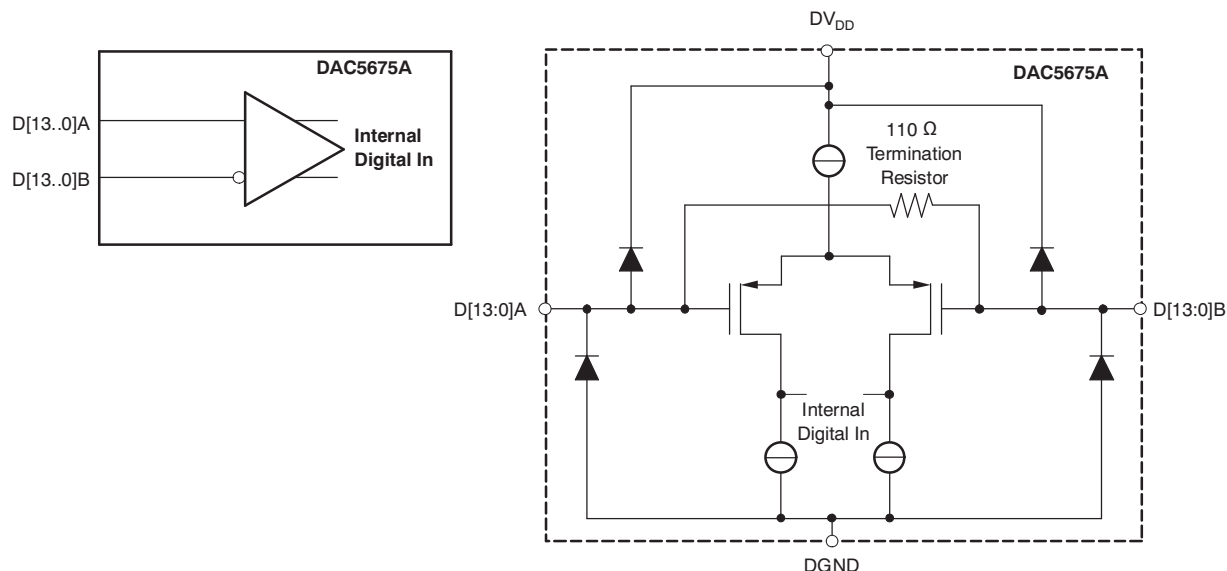 DAC5675A
D[13..0]A
D[13..0]B
Internal
Digital In
DV_DD
DAC5675A
110 Ω
Termination
Resistor
D[13:0]A
D[13:0]B
Internal
Digital In
DGND